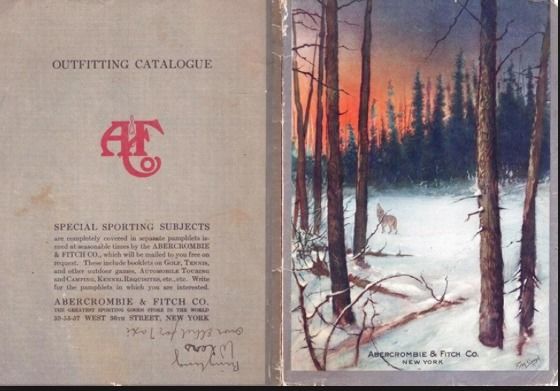 OUTFITTING CATALOGUE
A&F Co
SPECIAL SPORTING SUBJECTS
are completely covered in separate pamphlets is-
sued at seasonable times by the ABERCROMBIE
& FITCH CO., which will be mailed to you free on
request. These include booklets on GOLF, TENNIS,
and other outdoor games, AUTOMOBILE TOURING
and CAMPING, KENNEL REQUISITES, etc., etc. Write
for the pamphlets in which you are interested.
ABERCROMBIE & FITCH CO.
THE GREATEST SPORTING GOODS STORE IN THE WORLD
53-55-57 WEST 36TH STREET, NEW YORK
ABERCROMBIE & FITCH CO.
NEW YORK